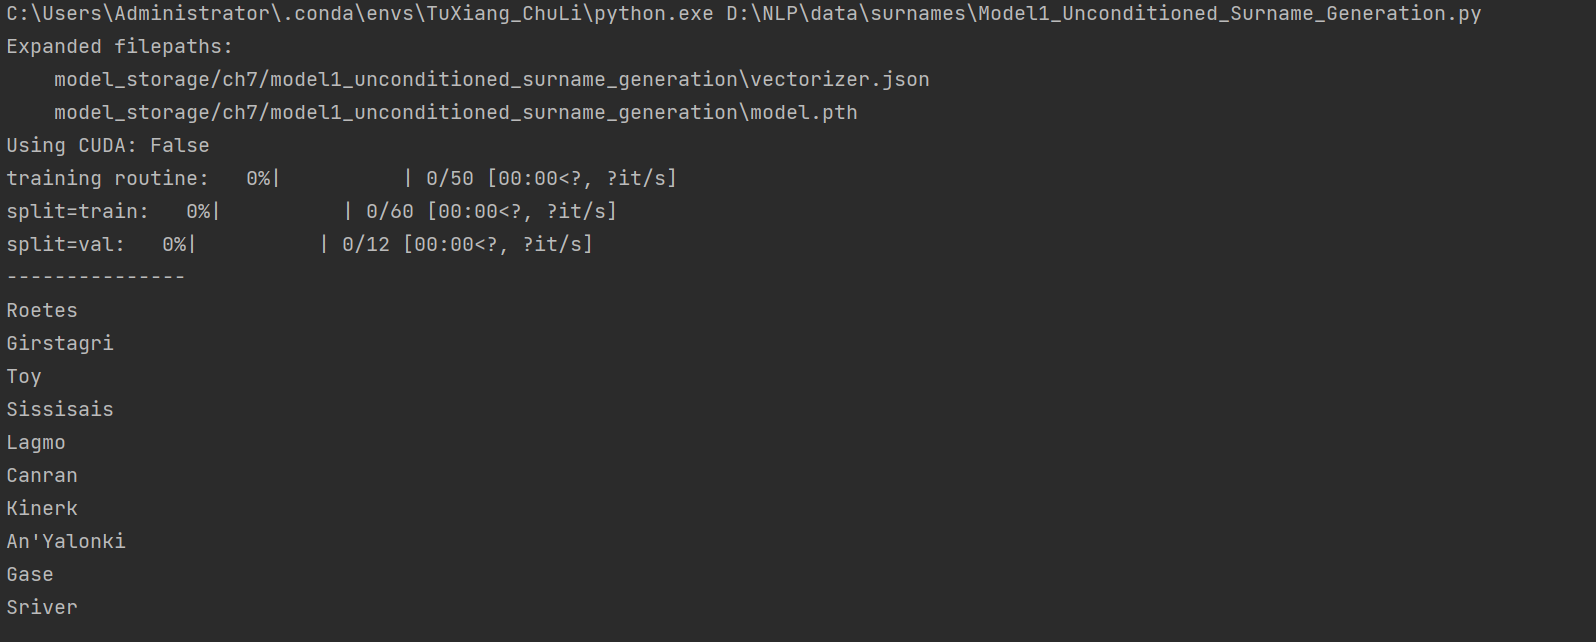 C:\Users\Administrator\.conda\envs\TuXiang_ChuLi\python.exe D:\NLP\data\surnames\Model1_Unconditioned_Surname_Generation.py
Expanded filepaths:
    model_storage/ch7/model1_unconditioned_surname_generation\vectorizer.json
    model_storage/ch7/model1_unconditioned_surname_generation\model.pth
Using CUDA: False
training routine:   0%|          | 0/50 [00:00<?, ?it/s]
split=train:   0%|          | 0/60 [00:00<?, ?it/s]
split=val:   0%|          | 0/12 [00:00<?, ?it/s]
---------------
Roetes
Girstagri
Toy
Sissisais
Lagmo
Canran
Kinerk
An'Yalonki
Gase
Sriver